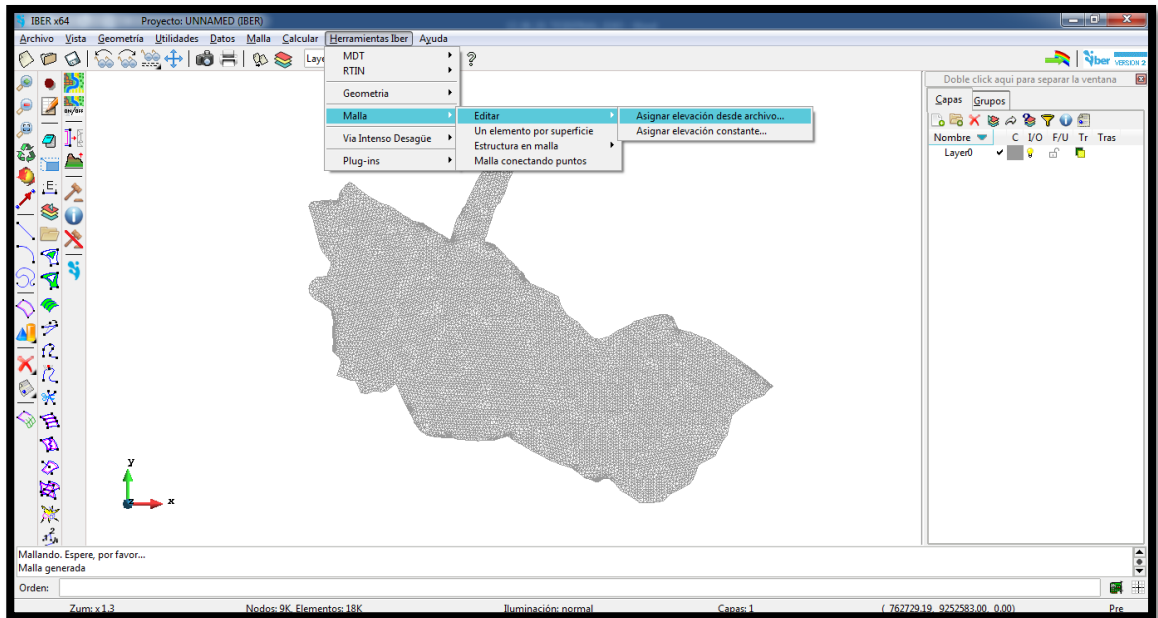 IBER x64 Proyecto: UNNAMED (IBER)
Archivo Vista Geometría Utilidades Datos Malla Calcular Herramientas Iber Ayuda
Laye
iber VERSION 2
MDT
RTIN
Geometria
Malla
Via Intenso Desagüe
Plug-ins
Editar
Un elemento por superficie
Estructura en malla
Malla conectando puntos
Asignar elevación desde archivo...
Asignar elevación constante...
Doble click aqui para separar la ventana
Capas Grupos
Nombre C I/O F/U Tr Tras
Layer0
ON/OFF
E
y
z x
Mallando. Espere, por favor...
Malla generada
Orden:
Zum: x 1.3 Nodos: 9K, Elementos: 18K Iluminación: normal Capas: 1 ( 762729.19, 9252583.00, 0.00) Pre